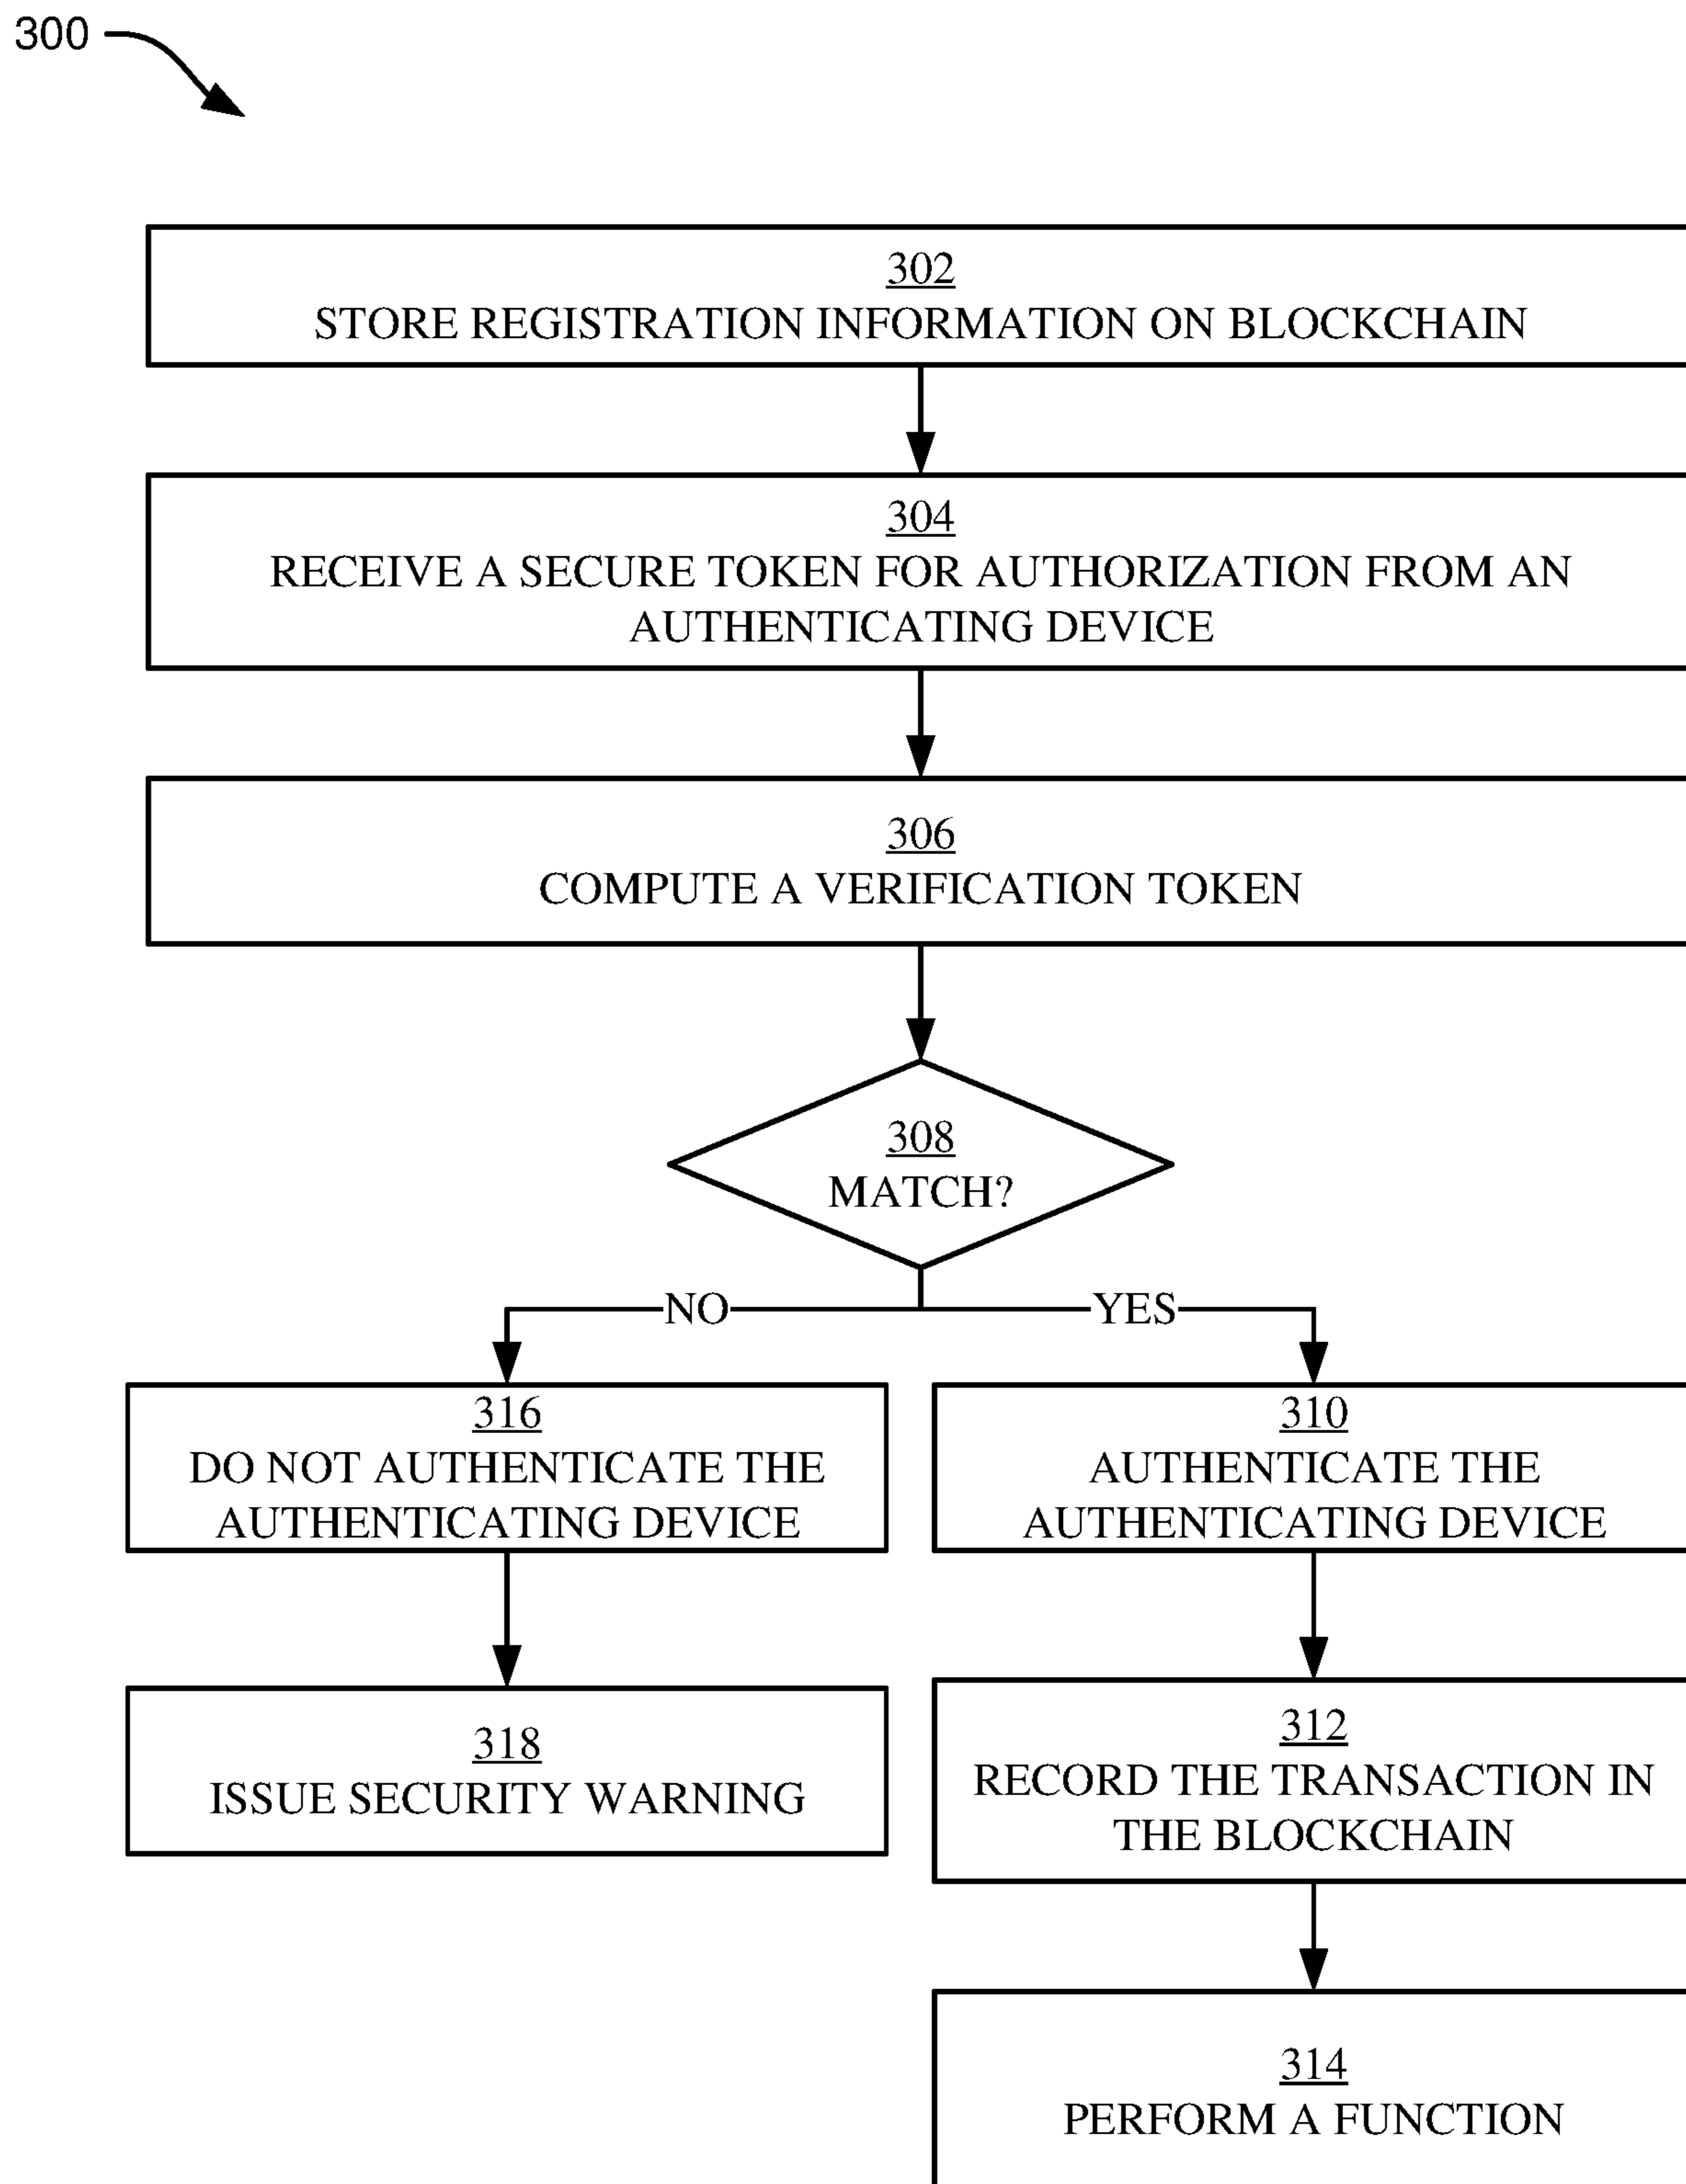 300
302
STORE REGISTRATION INFORMATION ON BLOCKCHAIN
304
RECEIVE A SECURE TOKEN FOR AUTHORIZATION FROM AN
AUTHENTICATING DEVICE
306
COMPUTE A VERIFICATION TOKEN
308
MATCH?
NO
YES
316
DO NOT AUTHENTICATE THE
AUTHENTICATING DEVICE
310
AUTHENTICATE THE
AUTHENTICATING DEVICE
318
ISSUE SECURITY WARNING
312
RECORD THE TRANSACTION IN
THE BLOCKCHAIN
314
PERFORM A FUNCTION